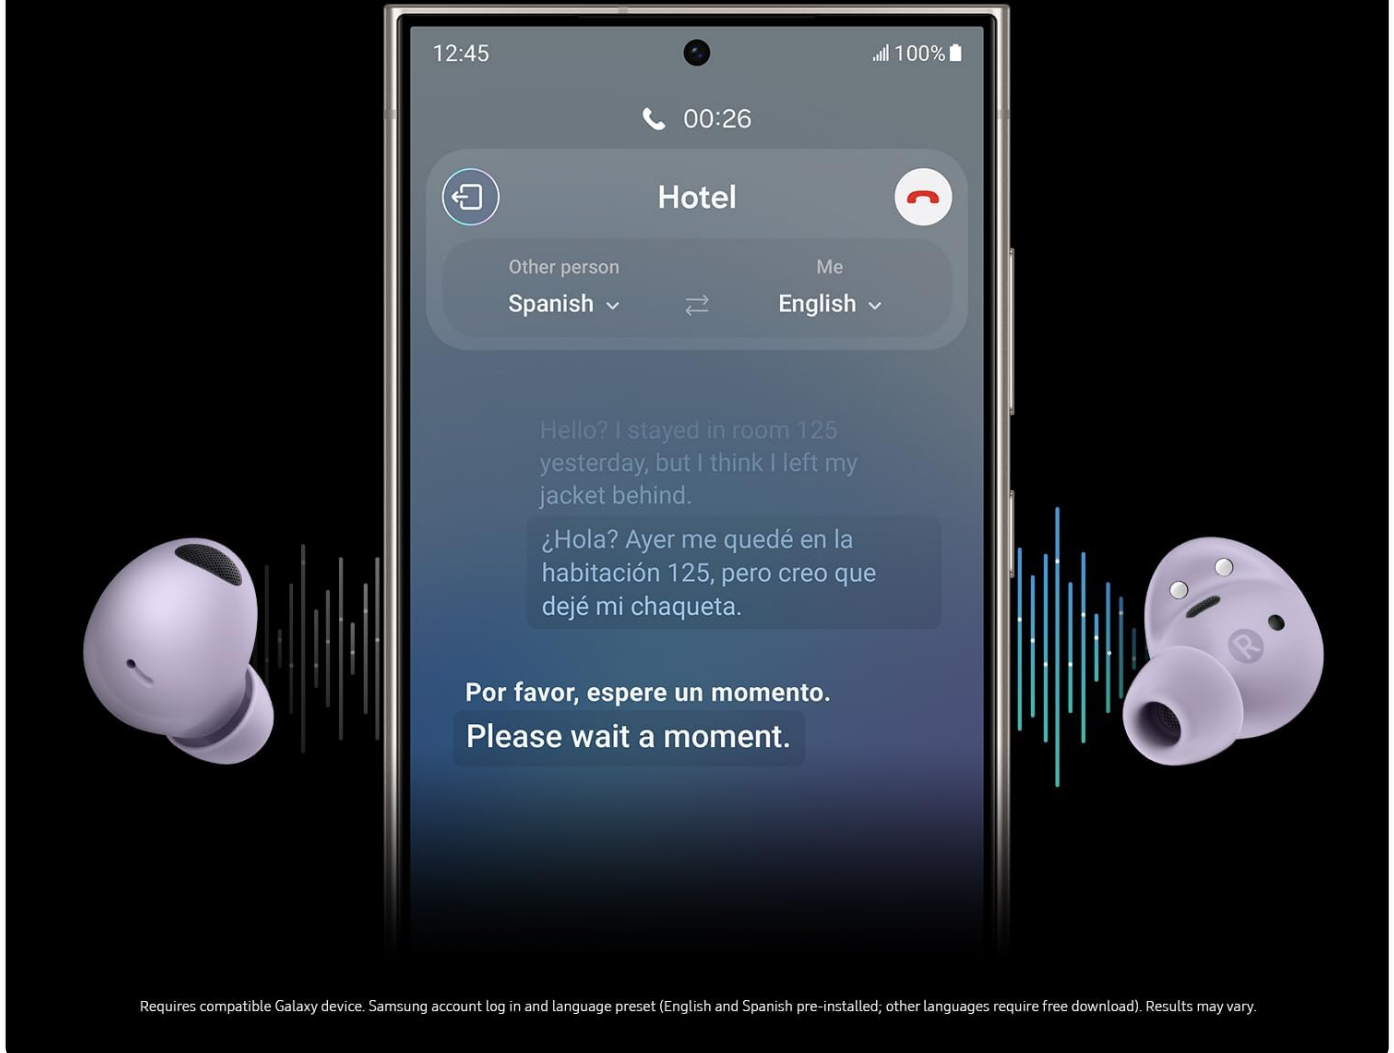 12:45
100%
00:26
Hotel
Other person
Me
Spanish
English
Hello? I stayed in room 125
yesterday, but I think I left my
jacket behind.
¿Hola? Ayer me quedé en la
habitación 125, pero creo que
dejé mi chaqueta.
Por favor, espere un momento.
Please wait a moment.
R
Requires compatible Galaxy device. Samsung account log in and language preset (English and Spanish pre-installed; other languages require free download). Results may vary.